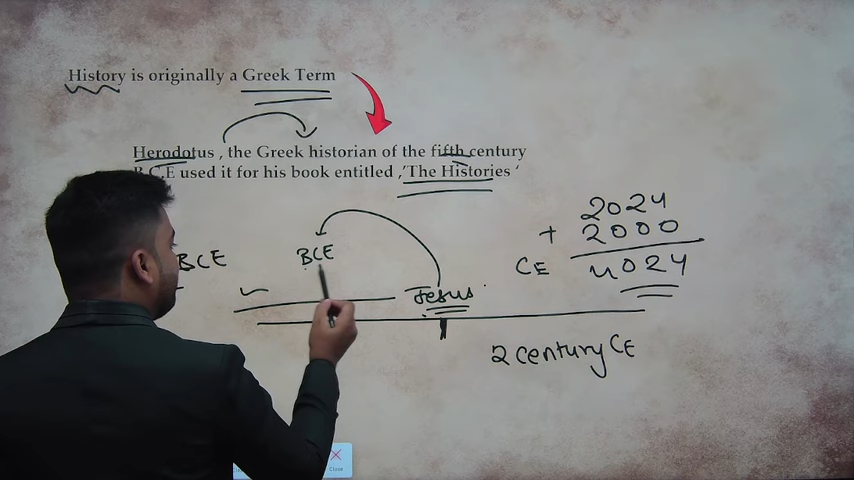 History is originally a Greek Term
Herodotus , the Greek historian of the fifth century
B.C.E used it for his book entitled ,'The Histories '
BCE
BCE
Jesus.
2024
+ 2000
CE 4024
2 century CE
Close